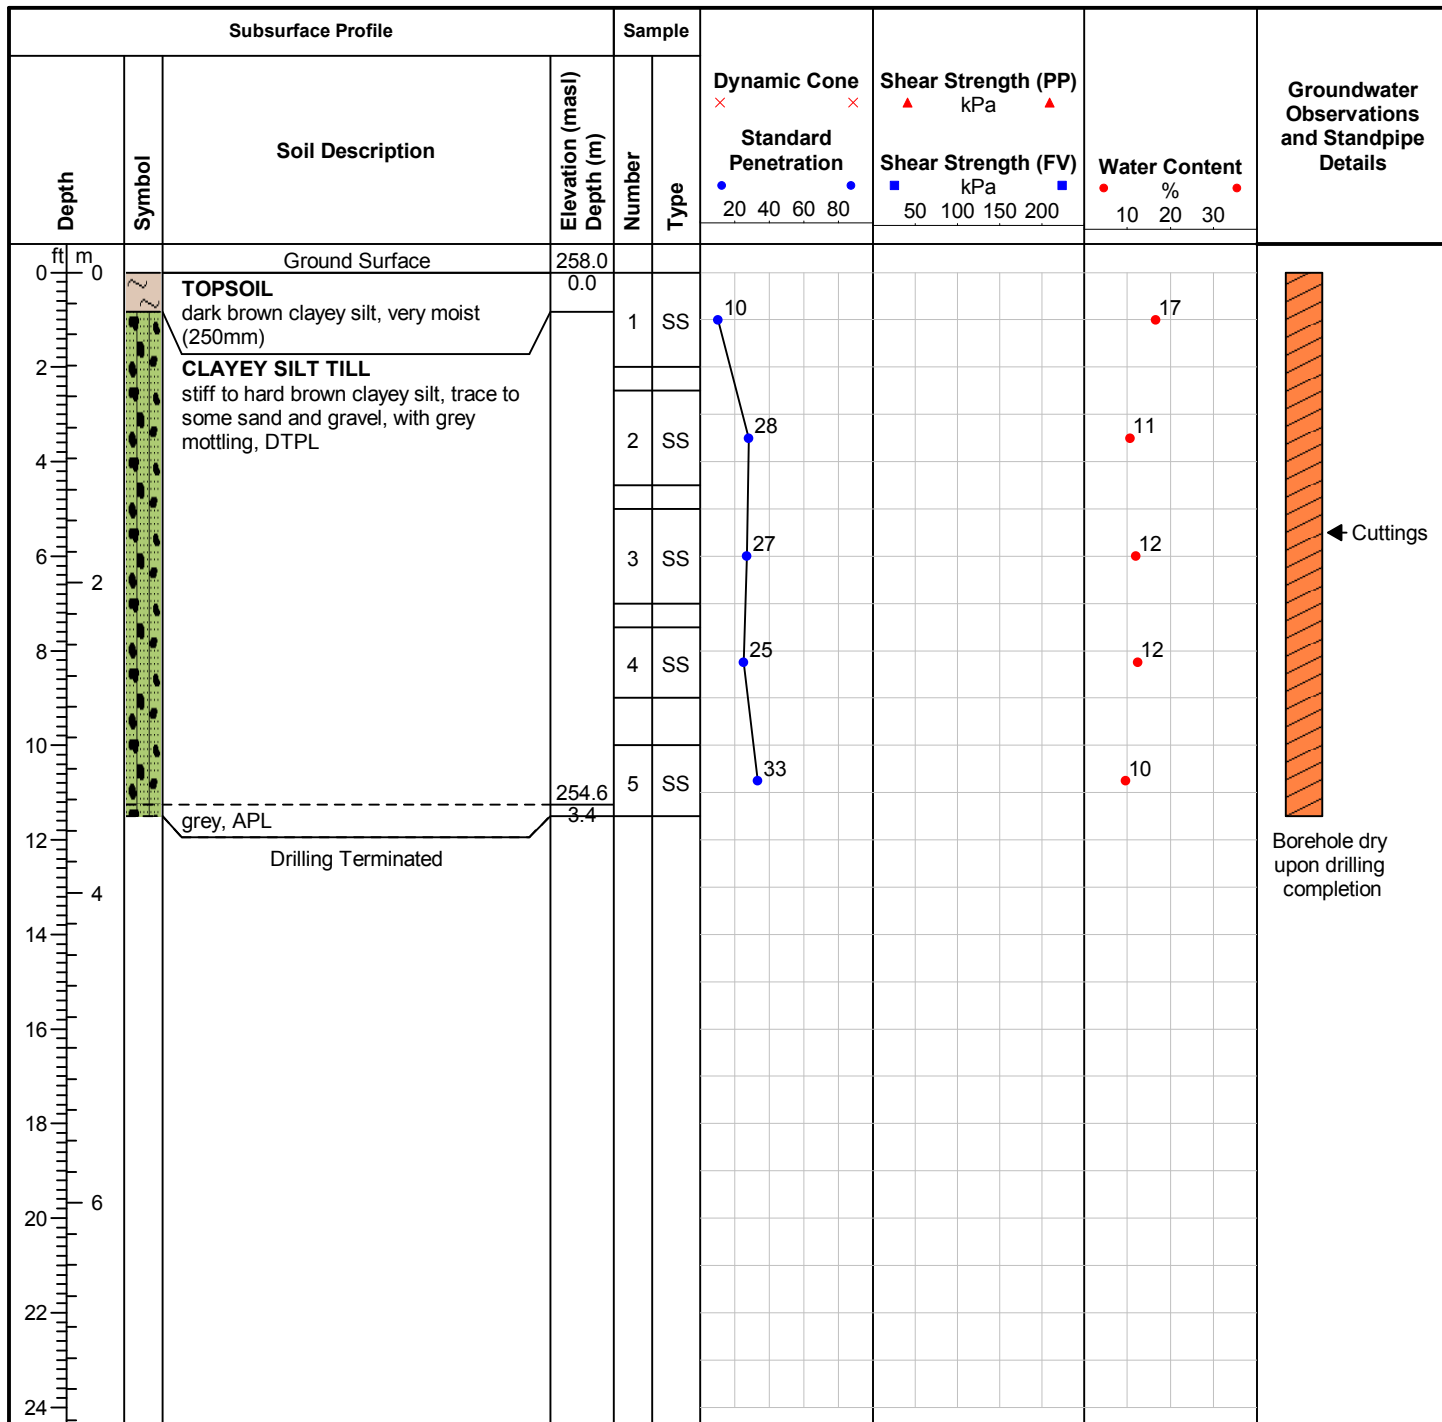 Subsurface Profile
Sample
Depth
Symbol
Soil Description
Elevation (masl)
Depth (m)
Number
Type
Dynamic Cone
Standard
Penetration
20 40 60 80
Shear Strength (PP)
kPa
Shear Strength (FV)
kPa
50 100 150 200
Water Content
%
10 20 30
Groundwater
Observations
and Standpipe
Details
ft m
Ground Surface
258.0
0 0
0.0
TOPSOIL
dark brown clayey silt, very moist
(250mm)
1 SS
10
17
2
CLAYEY SILT TILL
stiff to hard brown clayey silt, trace to
some sand and gravel, with grey
mottling, DTPL
2 SS
28
11
4
3 SS
27
12
Cuttings
6
2
4 SS
25
12
8
10
5 SS
33
10
254.6
3.4
grey, APL
12
Drilling Terminated
Borehole dry
upon drilling
completion
4
14
16
18
6
20
22
24